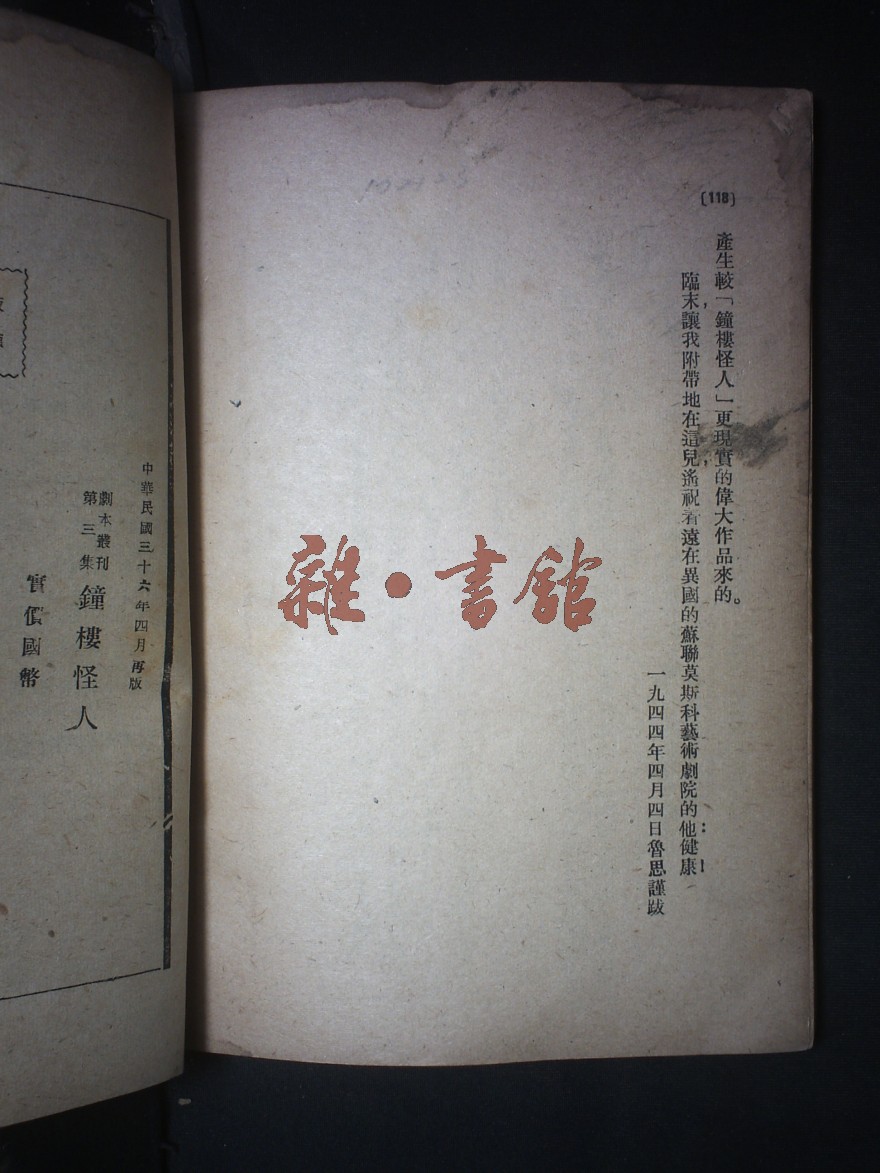 (118)
產生較「鐘樓怪人」更現實的偉大作品來的。
臨末，讓我附帶地在這兒，遙祝着遠在異國的蘇聯莫斯科藝術劇院的他：健康！
一九四四年四月四日魯思謹跋
雜•書館
中華民國三十六年四月再版
劇本叢刊
第三集
鐘樓怪人
實價國幣